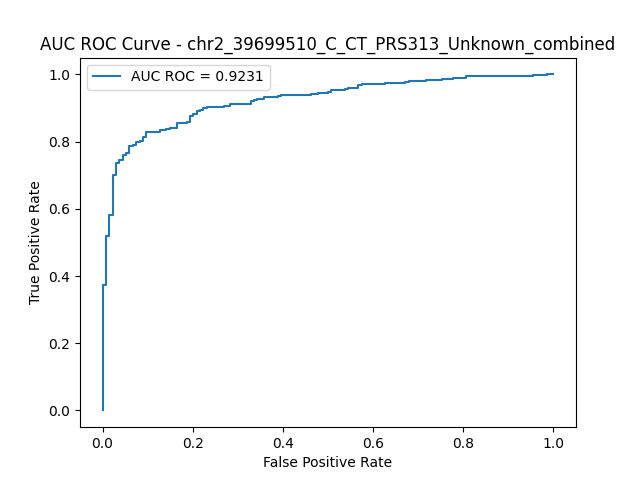 AUC ROC Curve - chr2_39699510_C_CT_PRS313_Unknown_combined
AUC ROC = 0.9231
True Positive Rate
1.0
0.8
0.6
0.4
0.2
0.0
0.0 0.2 0.4 0.6 0.8 1.0
False Positive Rate